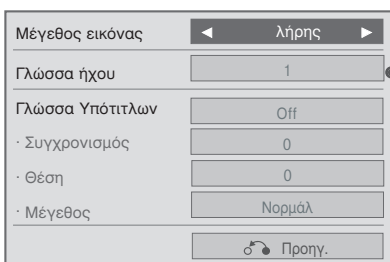 Μέγεθος εικόνας ◄ λήρης ►
Γλώσσα ήχου 1
Γλώσσα Υπότιτλων Off
· Συγχρονισμός 0
· Θέση 0
· Μέγεθος Νορμάλ
Προηγ.